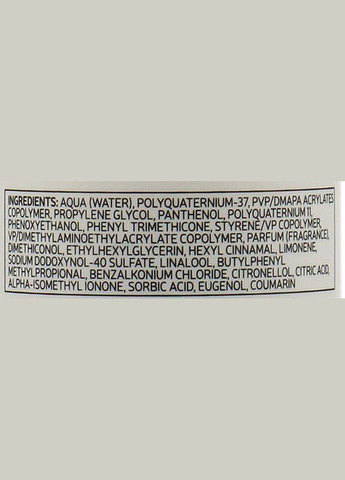 INGREDIENTS: AQUA (WATER), POLYQUATERNIUM-37, PVP/DMAPA ACRYLATES
COPOLYMER, PROPYLENE GLYCOL, PANTHENOL, POLYQUATERNIUM 11,
PHENOXYETHANOL, PHENYL TRIMETHICONE, STYRENE/VP COPOLYMER,
VP/DIMETHYLAMINOETHYLACRYLATE COPOLYMER, PARFUM (FRAGRANCE),
DIMETHICONOL, ETHYLHEXYLGLYCERIN, HEXYL CINNAMAL, LIMONENE,
SODIUM DODOXYNOL-40 SULFATE, LINALOOL, BUTYLPHENYL
METHYLPROPIONAL, BENZALKONIUM CHLORIDE, CITRONELLOL, CITRIC ACID,
ALPHA-ISOMETHYL IONONE, SORBIC ACID, EUGENOL, COUMARIN